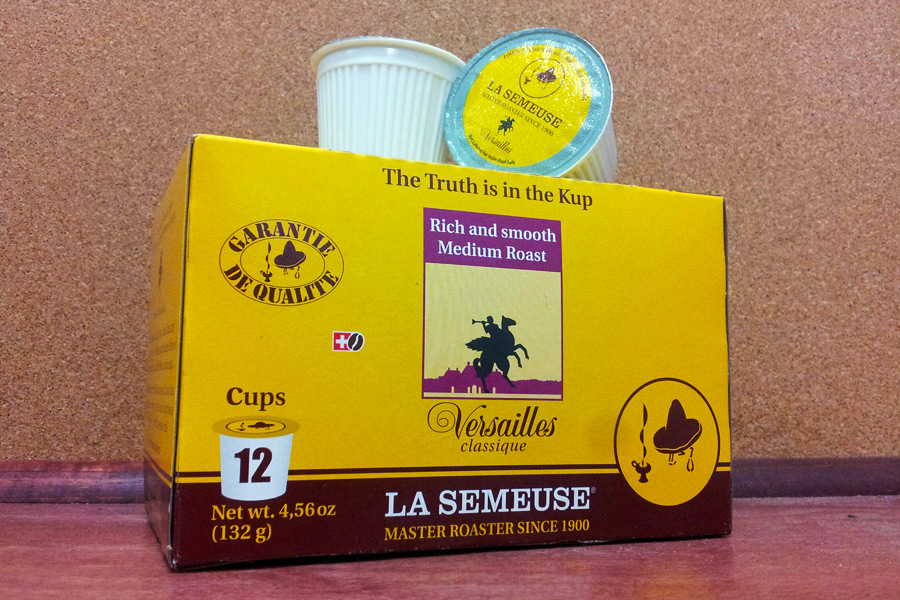 LA SEMEUSE
MASTER ROASTER SINCE 1900
Versailles
The Truth is in the Kup
GARANTIE
DE QUALITE
Rich and smooth
Medium Roast
Versailles
classique
Cups
12
Net wt. 4,56 oz
(132 g)
LA SEMEUSE®
MASTER ROASTER SINCE 1900